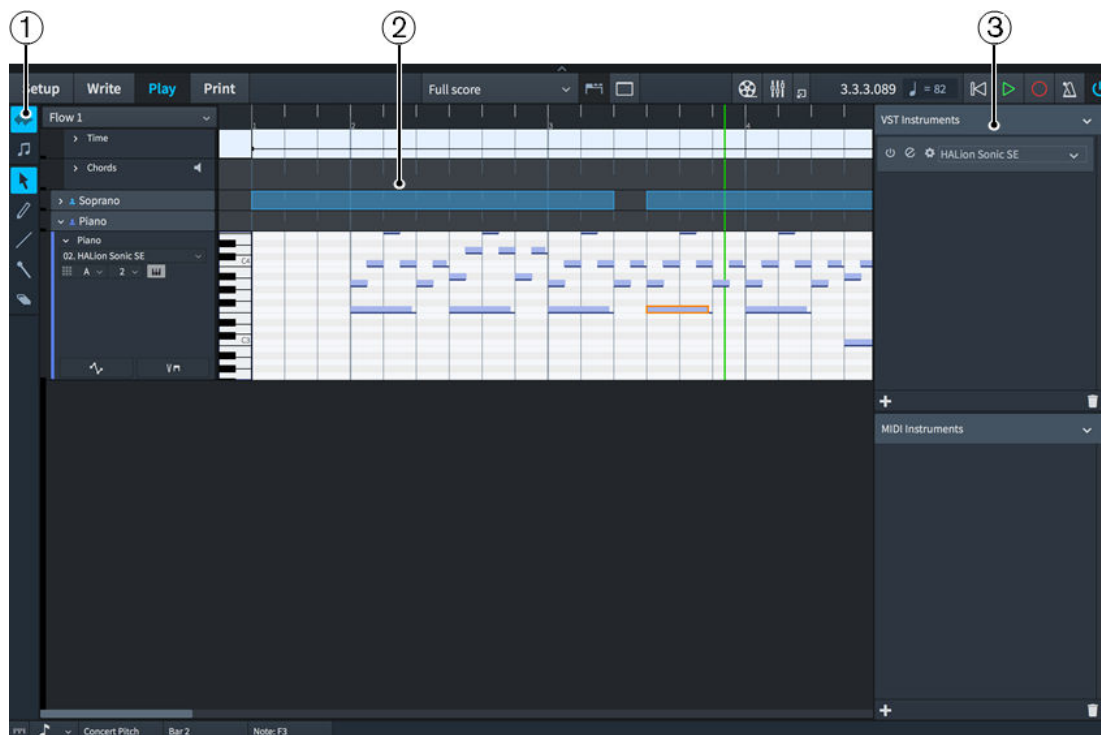 1 2 3
Setup Write Play Print Full score 3.3.3.089 = 82
Flow 1 1 2 3 4 VST Instruments
Time
HALion Sonic SE
Chords
Soprano
Piano
Piano
02. HALion Sonic SE C4
A 2
C3
MIDI Instruments
Concert Pitch Bar 2 Note: F3